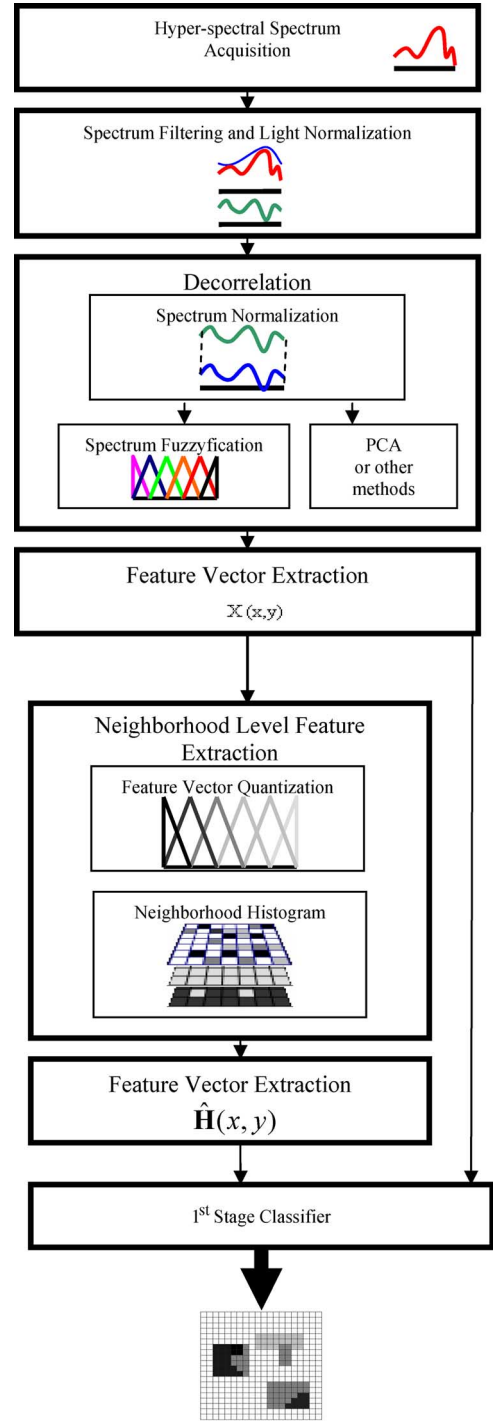 Hyper-spectral Spectrum
Acquisition
Spectrum Filtering and Light Normalization
Decorrelation
Spectrum Normalization
Spectrum Fuzzyfication
PCA
or other
methods
Feature Vector Extraction
𝕏 (x,y)
Neighborhood Level Feature
Extraction
Feature Vector Quantization
Neighborhood Histogram
Feature Vector Extraction
Ĥ(x, y)
1st Stage Classifier